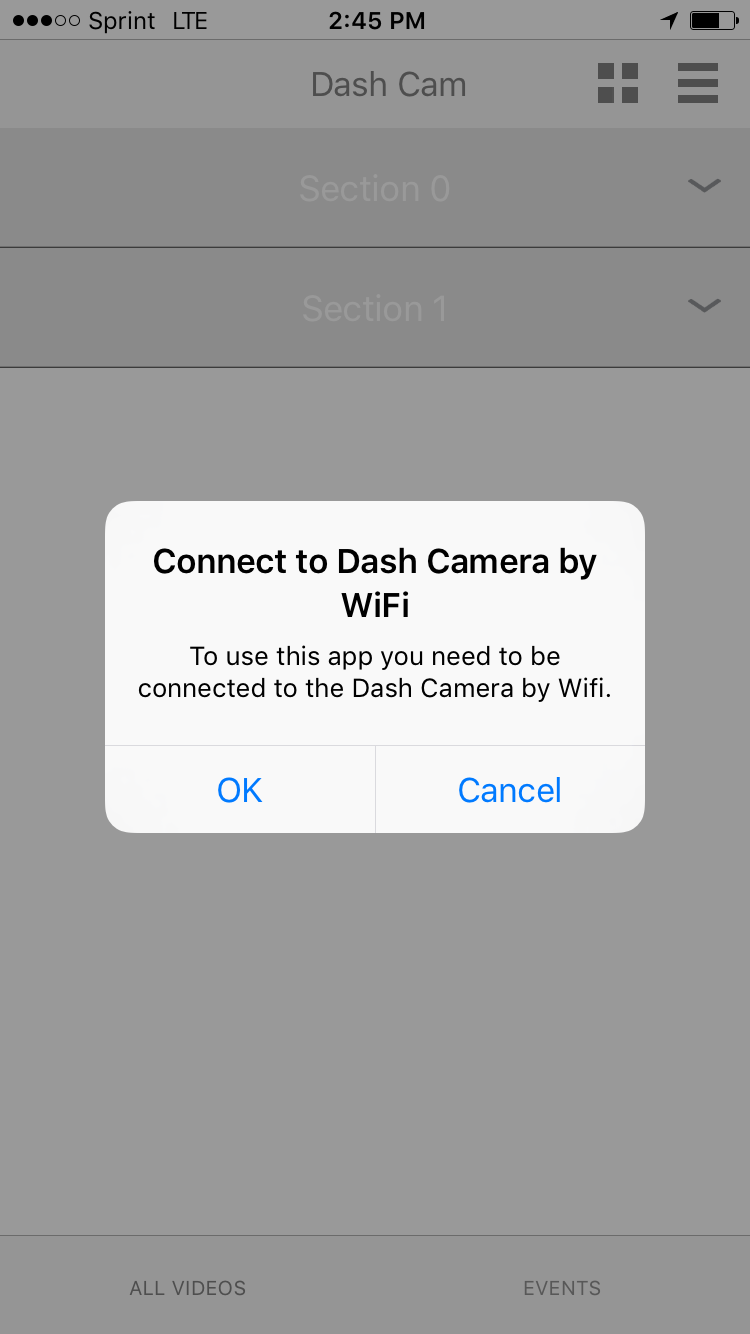 Sprint LTE 2:45 PM
Dash Cam
Section 0
Section 1
Connect to Dash Camera by
WiFi
To use this app you need to be
connected to the Dash Camera by Wifi.
OK Cancel
ALL VIDEOS EVENTS